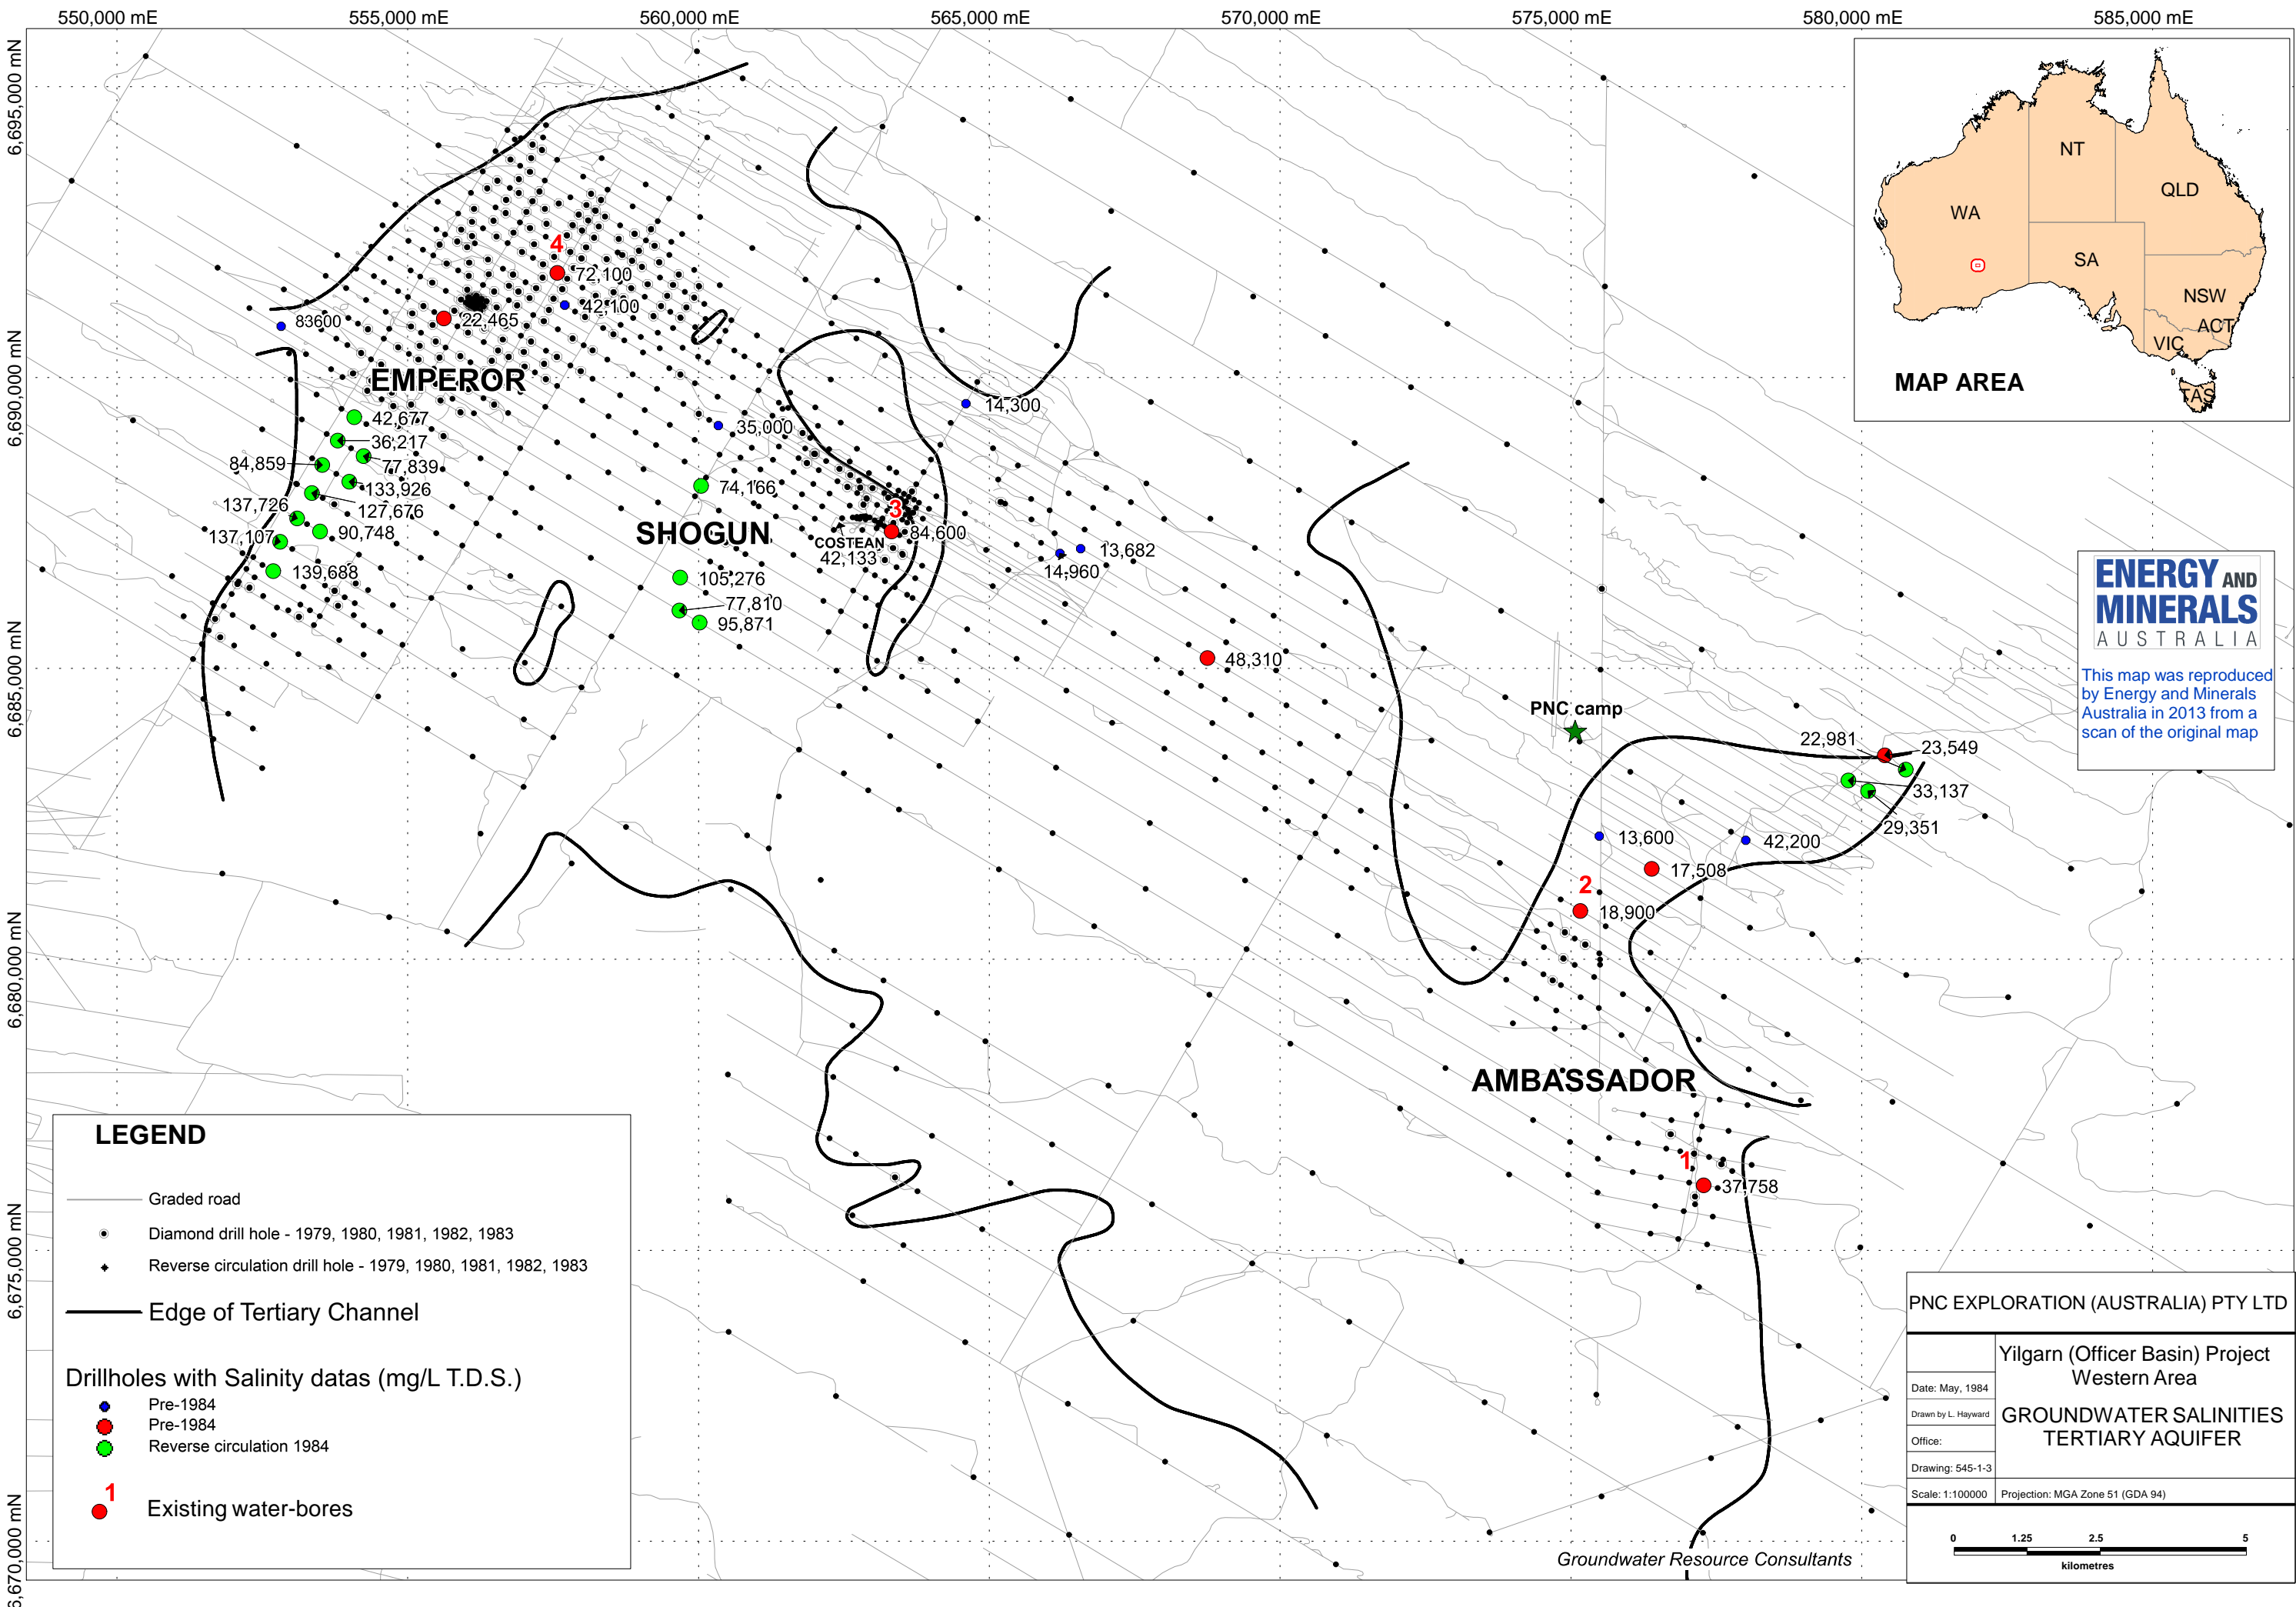 550,000 mE
555,000 mE
560,000 mE
565,000 mE
570,000 mE
575,000 mE
580,000 mE
585,000 mE
6,695,000 mN
6,690,000 mN
6,685,000 mN
6,680,000 mN
6,675,000 mN
6,670,000 mN
NT
QLD
WA
SA
NSW
ACT
VIC
TAS
MAP AREA
4
72,100
42,100
22,465
83600
EMPEROR
42,677
36,217
84,859
77,839
133,926
137,726
127,676
137,107
90,748
139,688
14,300
35,000
74,166
3
SHOGUN
84,600
COSTEAN
42,133
13,682
14,960
105,276
77,810
95,871
48,310
ENERGY AND
MINERALS
AUSTRALIA
This map was reproduced
by Energy and Minerals
Australia in 2013 from a
scan of the original map
PNC camp
22,981
23,549
33,137
29,351
13,600
42,200
17,508
2
18,900
AMBASSADOR
1
37,758
LEGEND
Graded road
Diamond drill hole - 1979, 1980, 1981, 1982, 1983
Reverse circulation drill hole - 1979, 1980, 1981, 1982, 1983
Edge of Tertiary Channel
Drillholes with Salinity datas (mg/L T.D.S.)
Pre-1984
Pre-1984
Reverse circulation 1984
1
Existing water-bores
PNC EXPLORATION (AUSTRALIA) PTY LTD
Yilgarn (Officer Basin) Project
Western Area
Date: May, 1984
Drawn by L. Hayward
GROUNDWATER SALINITIES
TERTIARY AQUIFER
Office:
Drawing: 545-1-3
Scale: 1:100000
Projection: MGA Zone 51 (GDA 94)
0 1.25 2.5 5
kilometres
Groundwater Resource Consultants